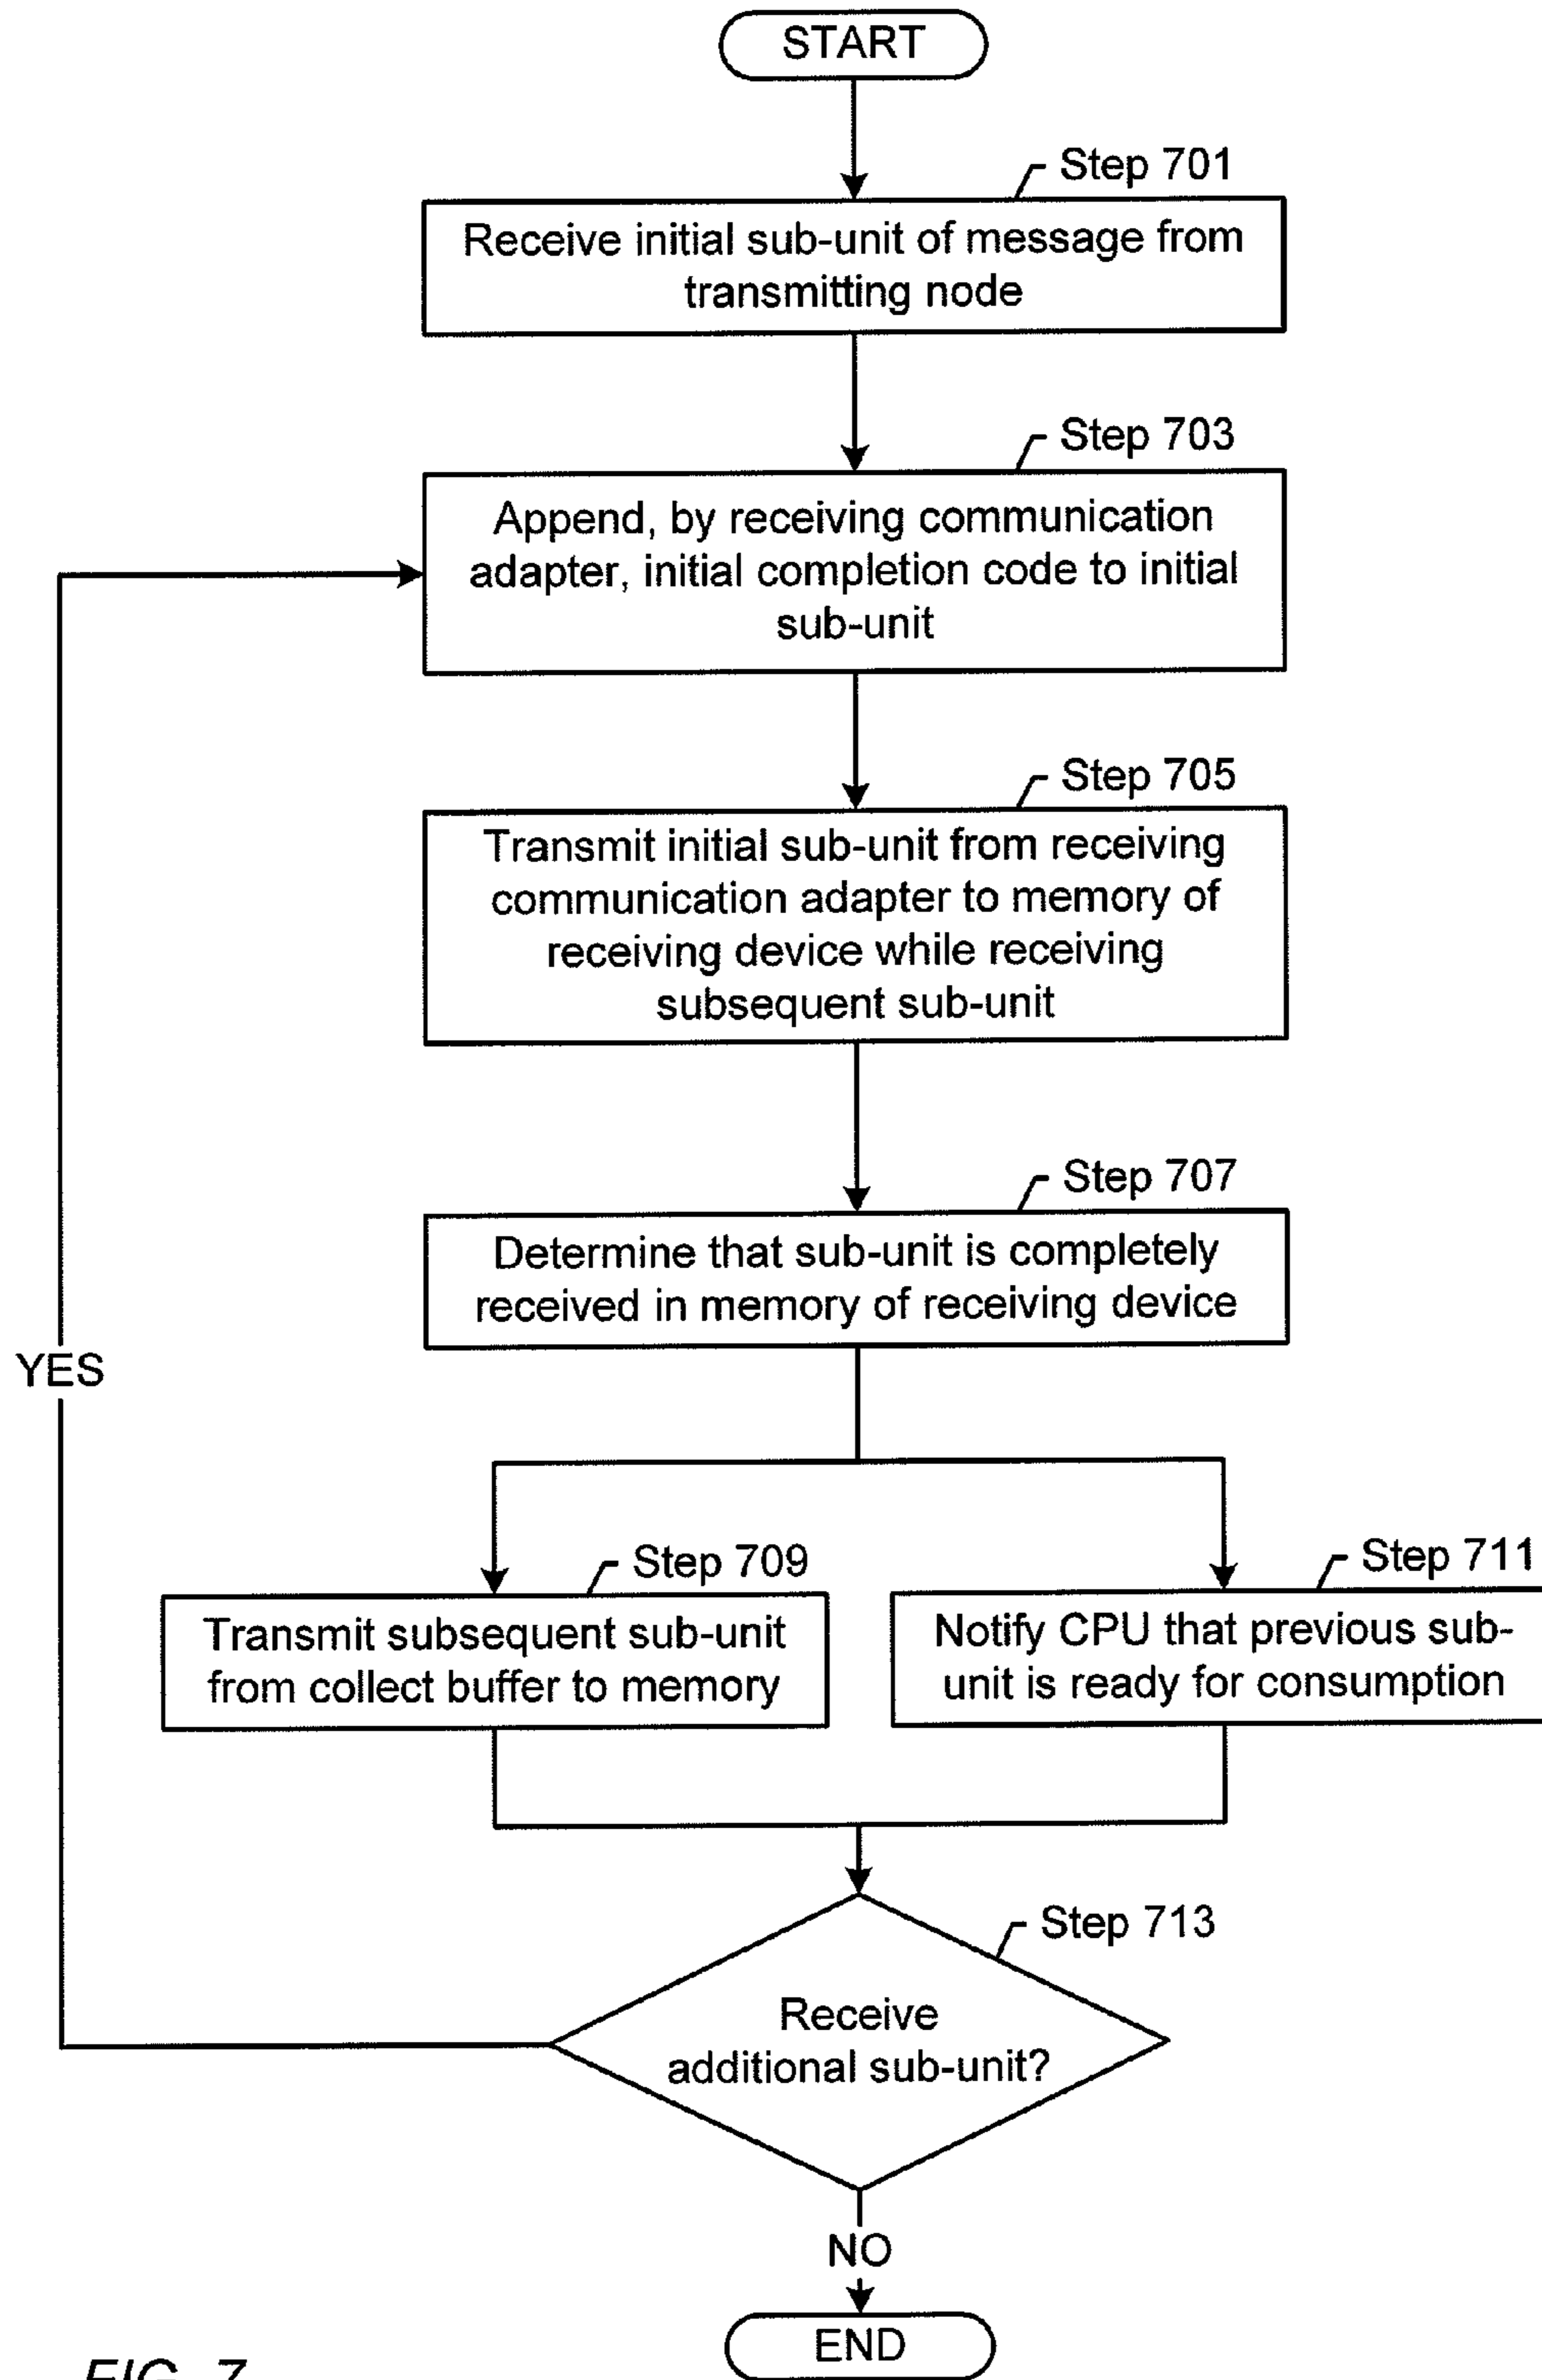 START
Step 701
Receive initial sub-unit of message from
transmitting node
Step 703
Append, by receiving communication
adapter, initial completion code to initial
sub-unit
Step 705
Transmit initial sub-unit from receiving
communication adapter to memory of
receiving device while receiving
subsequent sub-unit
Step 707
Determine that sub-unit is completely
received in memory of receiving device
YES
Step 709
Transmit subsequent sub-unit
from collect buffer to memory
Step 711
Notify CPU that previous sub-
unit is ready for consumption
Step 713
Receive
additional sub-unit?
NO
END
FIG. 7